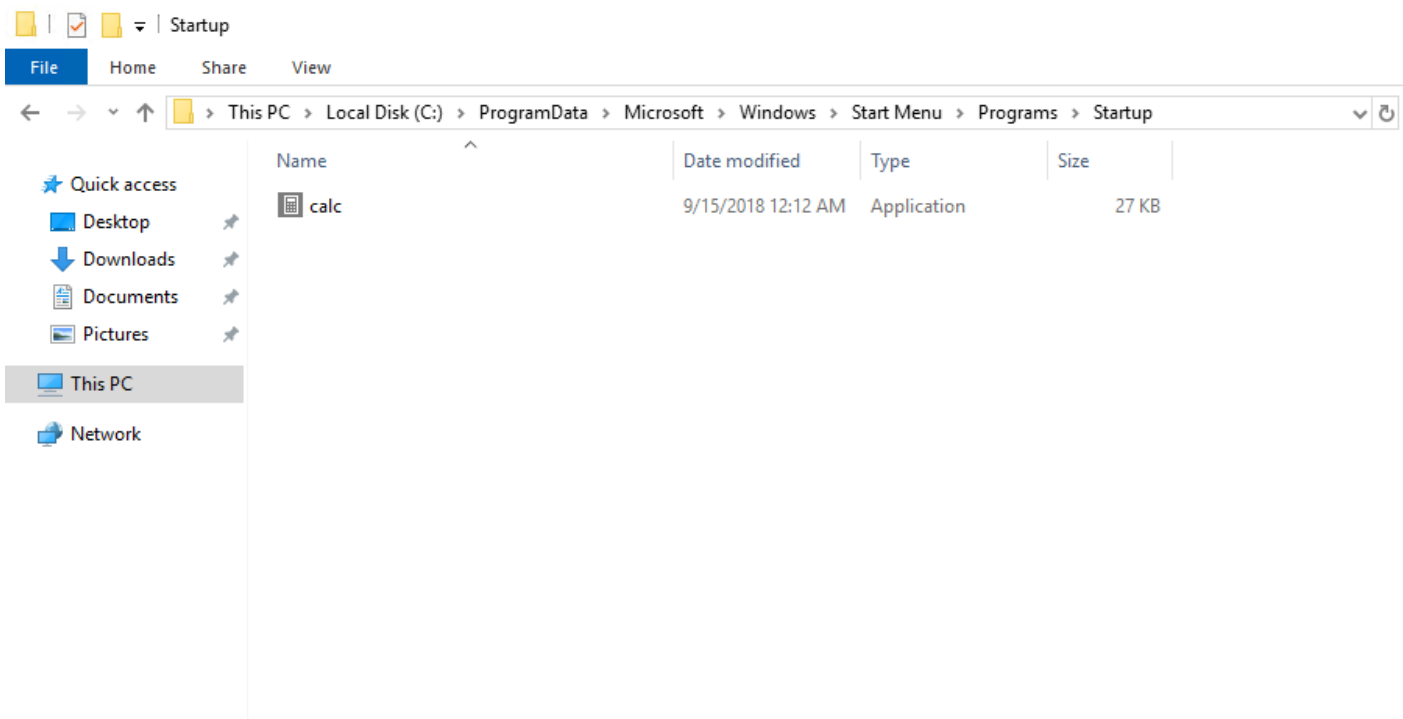 Startup
File Home Share View
This PC > Local Disk (C:) > ProgramData > Microsoft > Windows > Start Menu > Programs > Startup
Name Date modified Type Size
Quick access
calc 9/15/2018 12:12 AM Application 27 KB
Desktop
Downloads
Documents
Pictures
This PC
Network